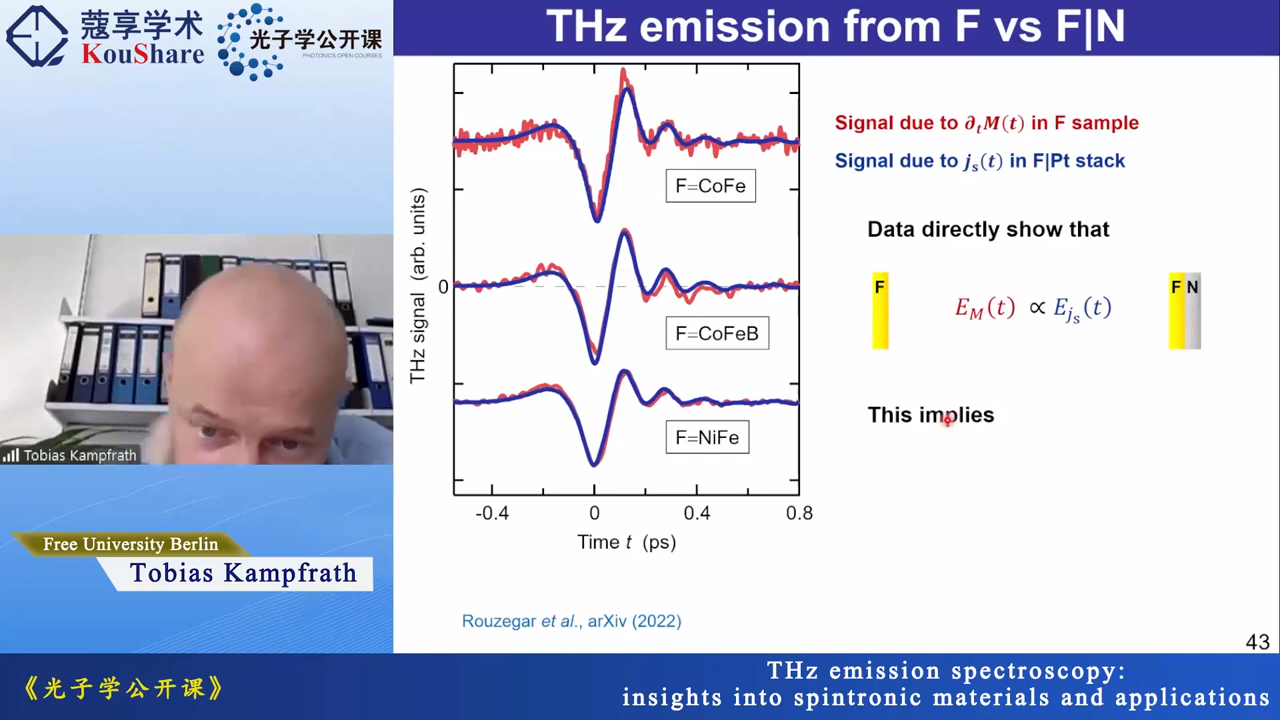 蔻享学术
KouShare
光子学公开课
PHOTONICS OPEN COURSES
THz emission from F vs F|N
THz signal (arb. units)
0
F=CoFe
F=CoFeB
F=NiFe
-0.4
0
0.4
0.8
Time t (ps)
Signal due to ∂ₜM(t) in F sample
Signal due to jₛ(t) in F|Pt stack
Data directly show that
F
E_M(t) ∝ E_{jₛ}(t)
F N
This implies
Rouzegar et al., arXiv (2022)
43
Tobias Kampfrath
Free University Berlin
Tobias Kampfrath
《光子学公开课》
THz emission spectroscopy:
insights into spintronic materials and applications